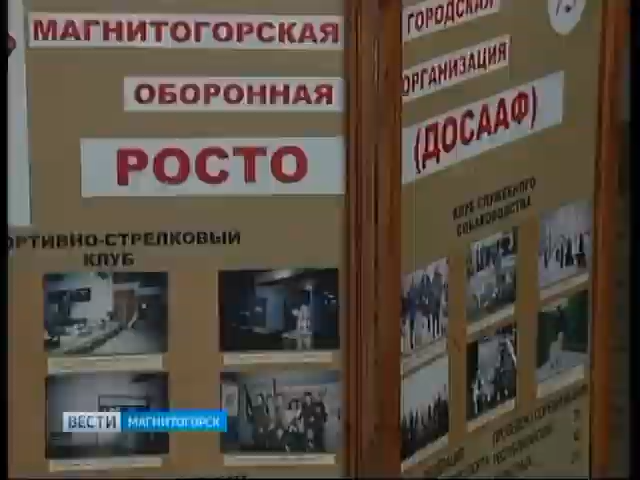 МАГНИТОГОРСКАЯ
ГОРОДСКАЯ
ОБОРОННАЯ
ОРГАНИЗАЦИЯ
РОСТО
(ДОСААФ)
ОРТИВНО-СТРЕЛКОВЫЙ
КЛУБ
КЛУБ СЛУЖЕБНОГО
СОБАКОВОДСТВА
ВЕСТИ МАГНИТОГОРСК